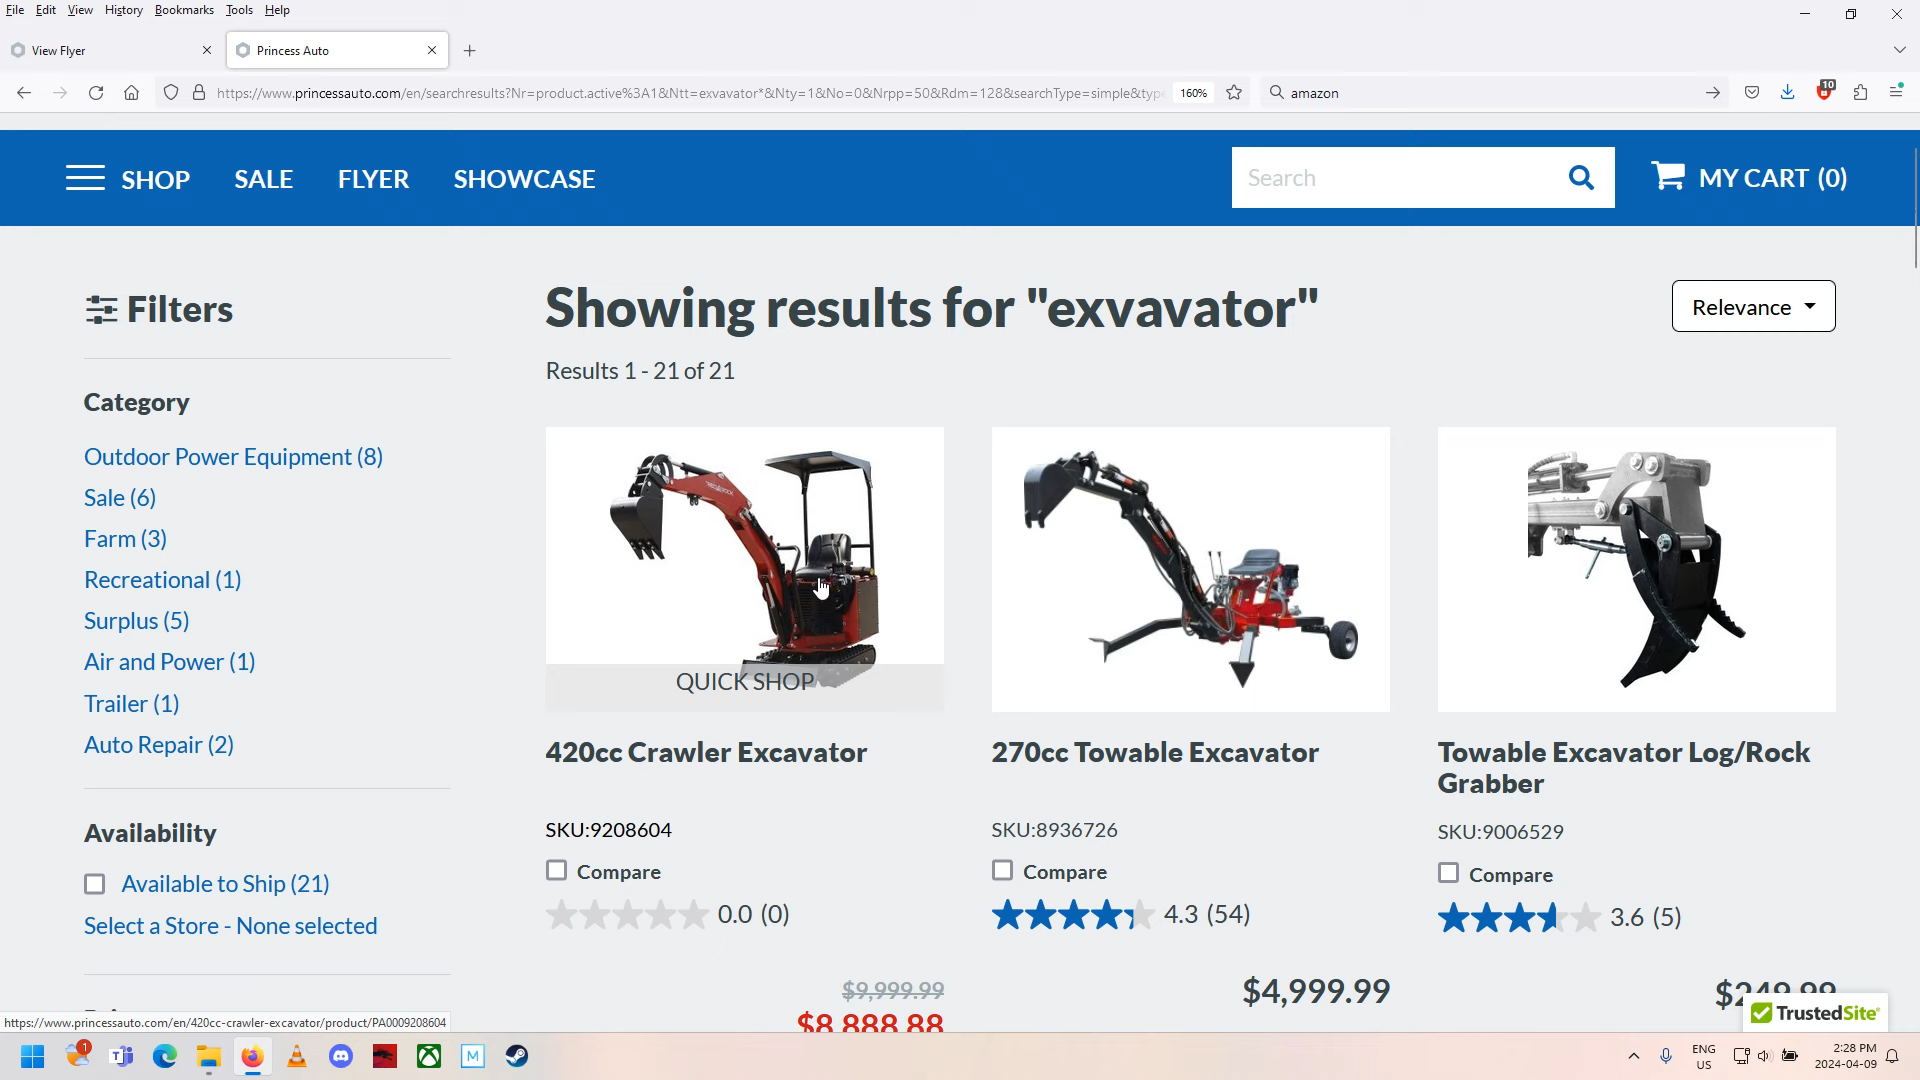 File Edit View History Bookmarks Tools Help
View Flyer
Princess Auto
https://www.princessauto.com/en/searchresults?Nr=product.active%3A1&Ntt=exvavator*&Nty=1&No=0&Nrpp=50&Rdm=128&searchType=simple&type
160%
amazon
10
SHOP SALE FLYER SHOWCASE
Search
MY CART (0)
Filters
Showing results for "exvavator"
Relevance
Results 1 - 21 of 21
Category
Outdoor Power Equipment (8)
Sale (6)
Farm (3)
Recreational (1)
Surplus (5)
Air and Power (1)
Trailer (1)
Auto Repair (2)
Availability
Available to Ship (21)
Select a Store - None selected
QUICK SHOP
420cc Crawler Excavator
SKU:9208604
Compare
0.0 (0)
$9,999.99
$8,888.88
270cc Towable Excavator
SKU:8936726
Compare
4.3 (54)
$4,999.99
Towable Excavator Log/Rock
Grabber
SKU:9006529
Compare
3.6 (5)
$249.99
TrustedSite
https://www.princessauto.com/en/420cc-crawler-excavator/product/PA0009208604
1
M
ENG
US
2:28 PM
2024-04-09